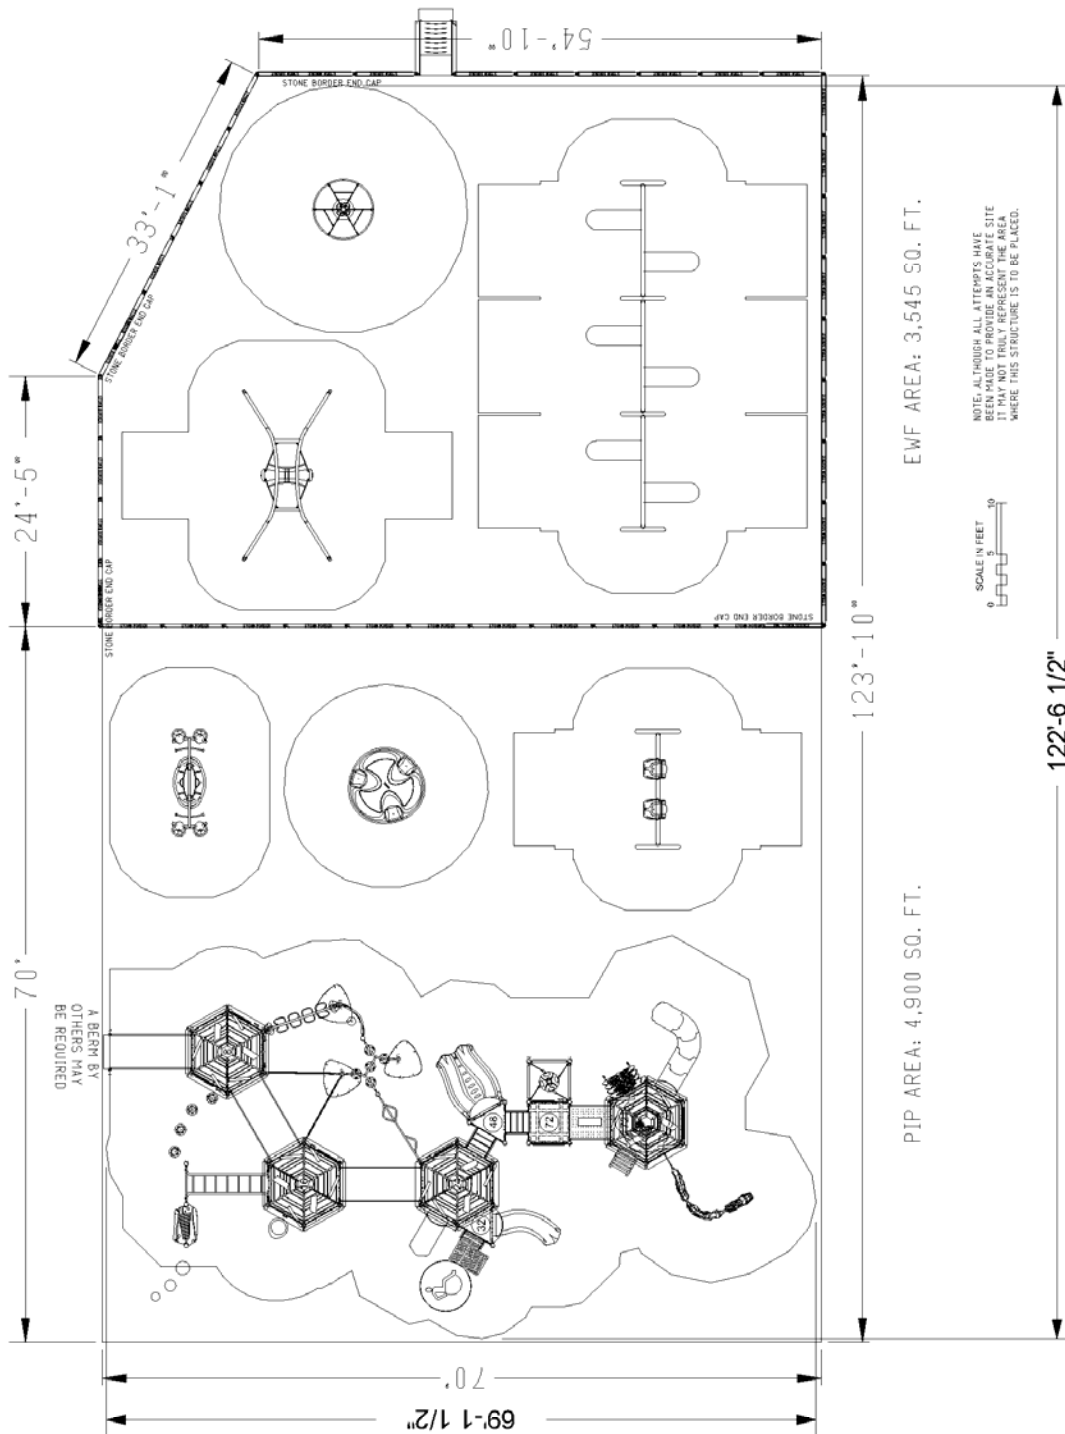 54'-10"
STONE BORDER END CAP
33'-1"
STONE BORDER END CAP
24'-5"
STONE BORDER END CAP
STONE BORDER END CAP
70'
A BERM BY
OTHERS MAY
BE REQUIRED
48
72
32
123'-10"
122'-6 1/2"
EWF AREA: 3,545 SQ. FT.
PIP AREA: 4,900 SQ. FT.
NOTE: ALTHOUGH ALL ATTEMPTS HAVE
BEEN MADE TO PROVIDE AN ACCURATE SITE
IT MAY NOT TRULY REPRESENT THE AREA
WHERE THIS STRUCTURE IS TO BE PLACED.
SCALE IN FEET
0 5 10
70'
69'-1 1/2"